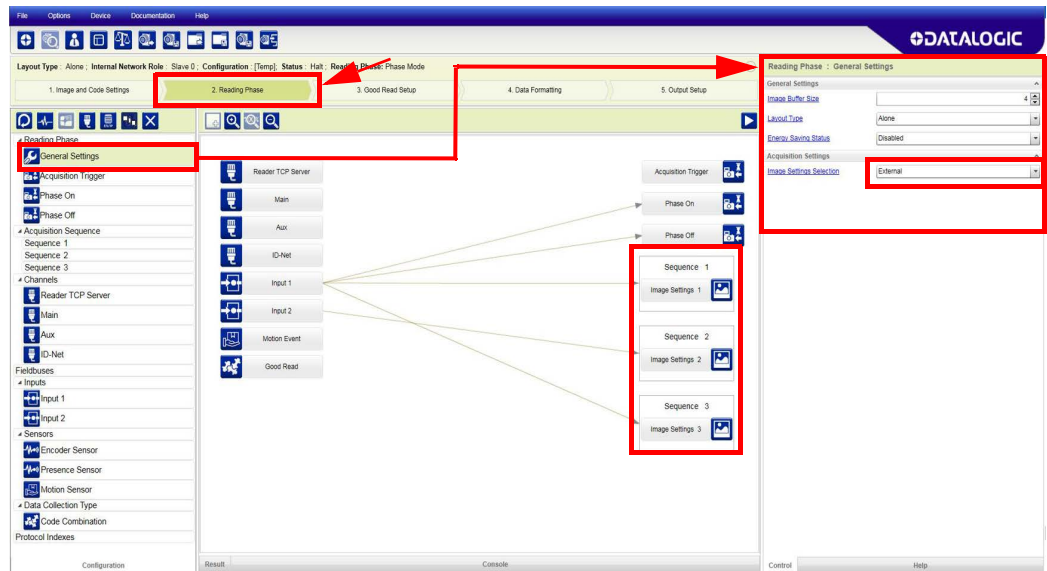 File Options Device Documentation Help
DATALOGIC
Layout Type : Alone ; Internal Network Role : Slave 0 ; Configuration : [Temp]; Status : Halt ; Reading Phase: Phase Mode
1. Image and Code Settings
2. Reading Phase
3. Good Read Setup
4. Data Formatting
5. Output Setup
Reading Phase
General Settings
Acquisition Trigger
Phase On
Phase Off
Acquisition Sequence
Sequence 1
Sequence 2
Sequence 3
Channels
Reader TCP Server
Main
Aux
ID-Net
Fieldbuses
Inputs
Input 1
Input 2
Sensors
Encoder Sensor
Presence Sensor
Motion Sensor
Data Collection Type
Code Combination
Protocol Indexes
Configuration
Reader TCP Server
Main
Aux
ID-Net
Input 1
Input 2
Motion Event
Good Read
Acquisition Trigger
Phase On
Phase Off
Sequence 1
Image Settings 1
Sequence 2
Image Settings 2
Sequence 3
Image Settings 3
Result
Console
Reading Phase : General Settings
General Settings
Image Buffer Size 4
Layout Type Alone
Energy Saving Status Disabled
Acquisition Settings
Image Settings Selection External
Control Help